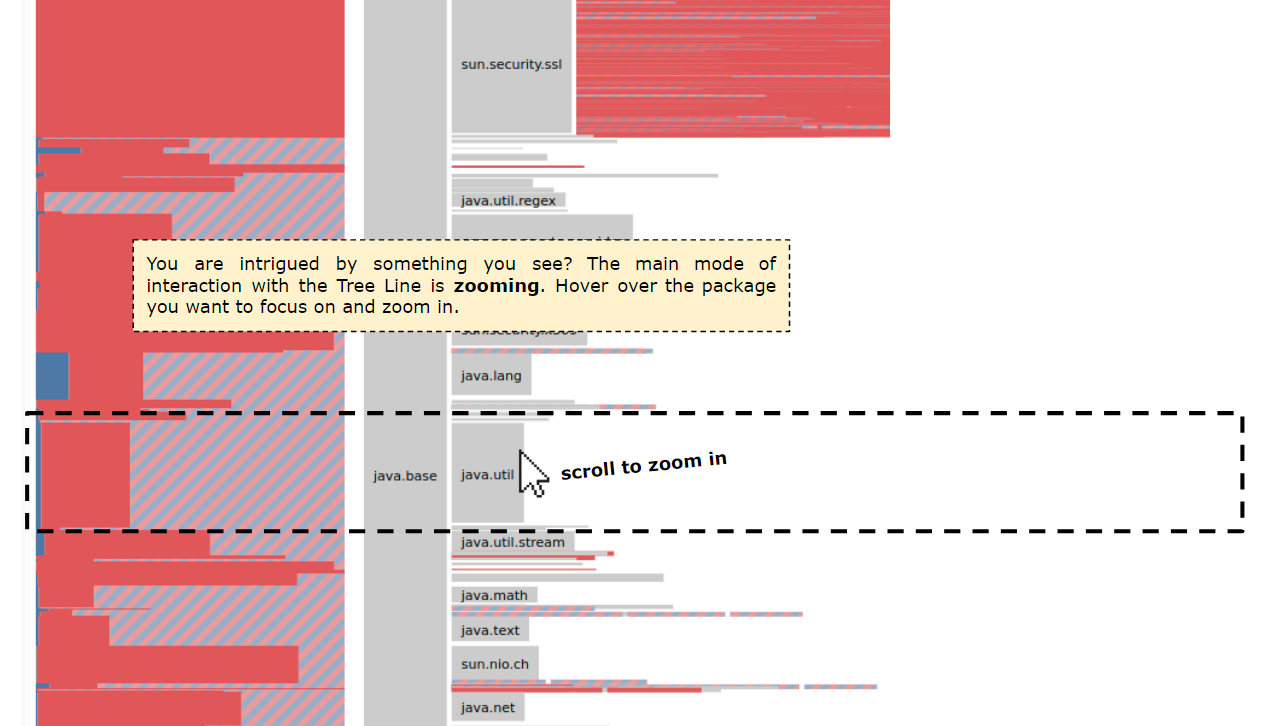 sun.security.ssl
java.util.regex
You are intrigued by something you see? The main mode of
interaction with the Tree Line is zooming. Hover over the package
you want to focus on and zoom in.
java.lang
scroll to zoom in
java.base
java.util
java.util.stream
java.math
java.text
sun.nio.ch
java.net